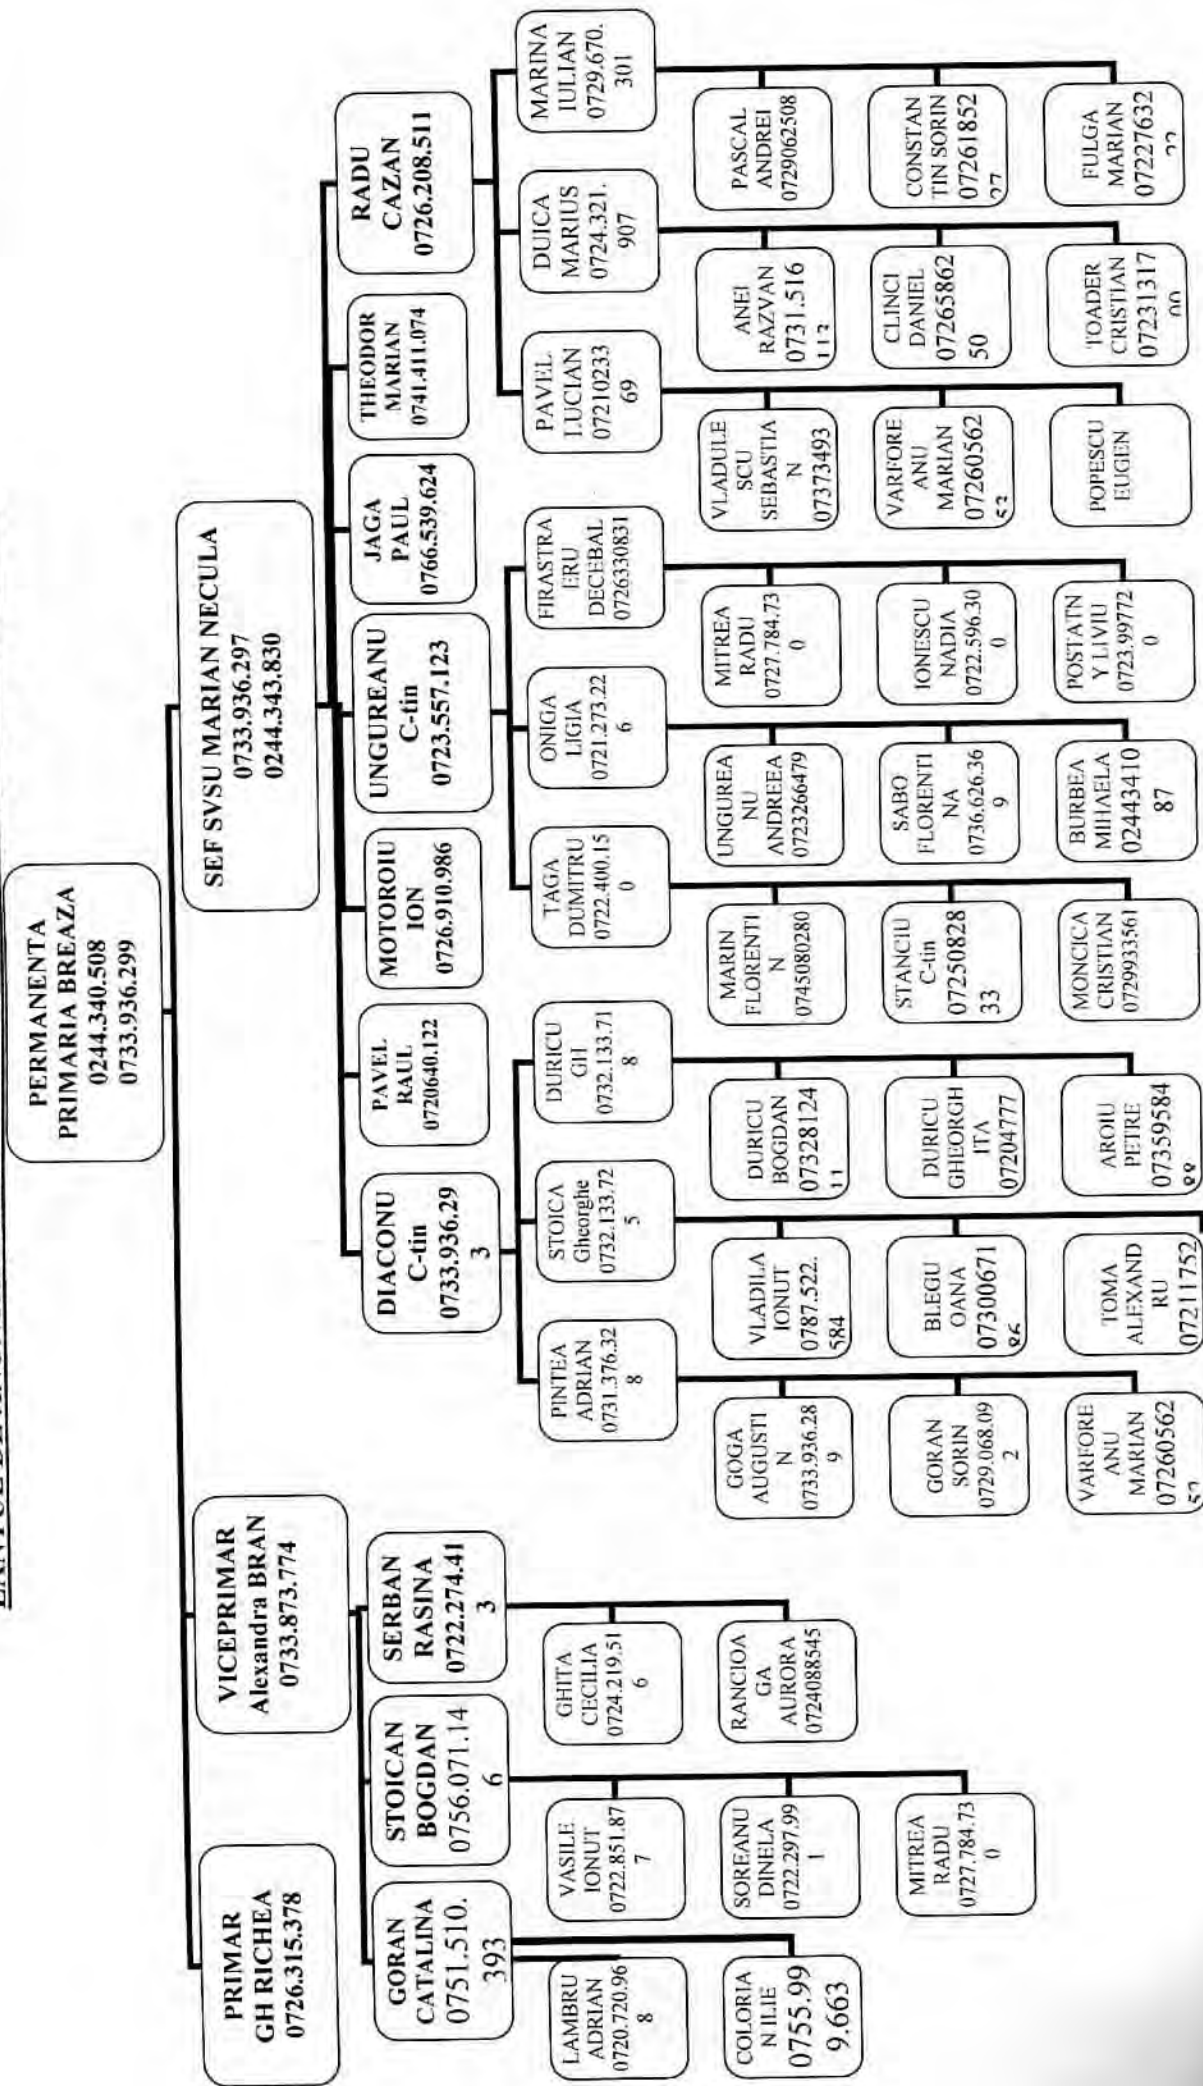 PERMANENTA
PRIMARIA BREAZA
0244.340.508
0733.936.299
PRIMAR
GH RICHEA
0726.315.378
VICEPRIMAR
Alexandra BRAN
0733.873.774
SEF SVSU MARIAN NECULA
0733.936.297
0244.343.830
GORAN
CATALINA
0751.510.
393
STOICAN
BOGDAN
0756.071.14
6
SERBAN
RASINA
0722.274.41
3
DIACONU
C-tin
0733.936.29
3
PAVEL
RAUL
0720640.122
MOTOROIU
ION
0726.910.986
UNGUREANU
C-tin
0723.557.123
JAGA
PAUL
0766.539.624
THEODOR
MARIAN
0741.411.074
RADU
CAZAN
0726.208.511
LAMBRU
ADRIAN
0720.720.96
8
COLORIA
N ILIE
0755.99
9.663
VASILE
IONUT
0722.851.87
7
SOREANU
DINELA
0722.297.99
1
MITREA
RADU
0727.784.73
0
GHITA
CECILIA
0724.219.51
6
RANCIOA
GA
AURORA
0724088545
PINTEA
ADRIAN
0731.376.32
8
STOICA
Gheorghe
0732.133.72
5
DURICU
GH
0732.133.71
8
TAGA
DUMITRU
0722.400.15
0
ONIGA
LIGIA
0721.273.22
6
FIRASTRA
ERU
DECEBAL
0726330831
PAVEL
LUCIAN
07210233
69
DUICA
MARIUS
0724.321.
907
MARINA
IULIAN
0729.670.
301
GOGA
AUGUSTI
N
0733.936.28
9
GORAN
SORIN
0729.068.09
2
VARFORE
ANU
MARIAN
07260562
VLADILA
IONUT
0787.522.
584
BLEGU
OANA
07300671
TOMA
ALEXAND
RU
07211752
DURICU
BOGDAN
07328124
DURICU
GHEORGH
ITA
07204777
AROIU
PETRE
07359584
MARIN
FLORENTI
N
0745080280
STANCIU
C-tin
07250828
33
MONCICA
CRISTIAN
0729933561
UNGUREA
NU
ANDREEA
0723266479
SABO
FLORENTI
NA
0736.626.36
9
BURBEA
MIHAELA
02443410
87
MITREA
RADU
0727.784.73
0
IONESCU
NADIA
0722.596.30
0
POSTATN
Y LIVIU
0723.99772
0
VLADULE
SCU
SEBASTIA
N
07373493
VARFORE
ANU
MARIAN
07260562
POPESCU
EUGEN
ANEI
RAZVAN
0731.516
CLINCI
DANIEL
07265862
50
TOADER
CRISTIAN
07231317
PASCAL
ANDREI
0729062508
CONSTAN
TIN SORIN
07261852
FULGA
MARIAN
07227632